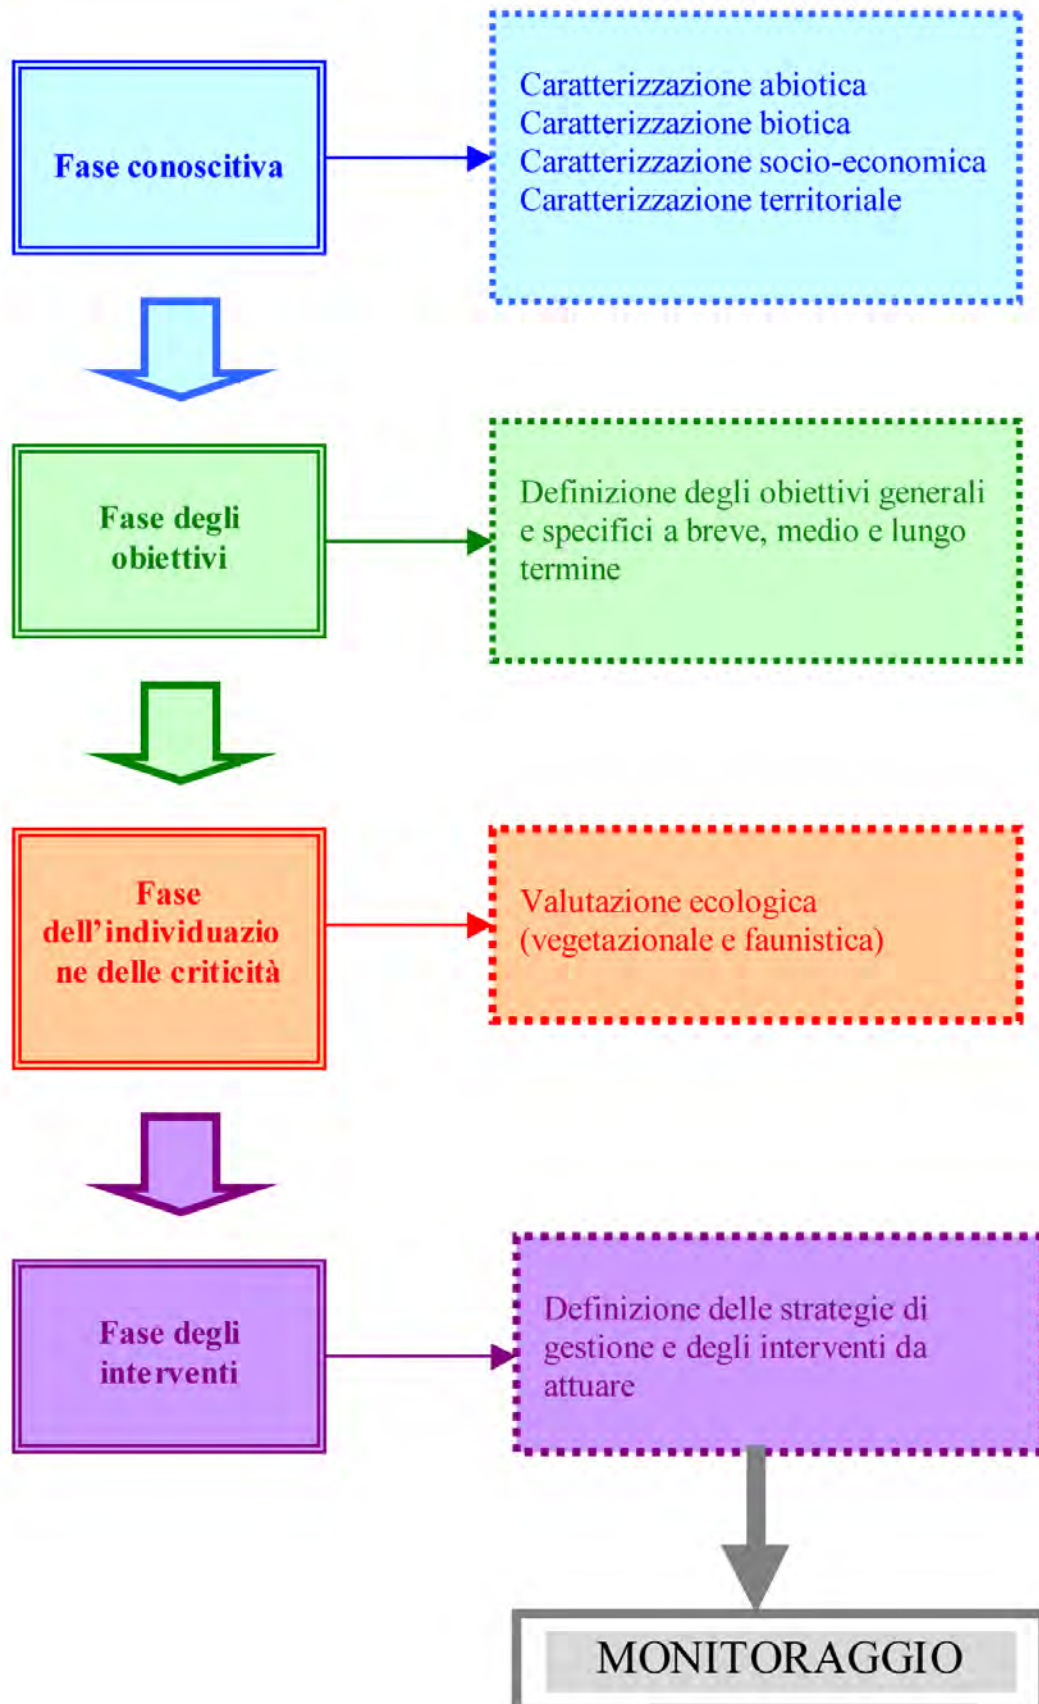 Fase conoscitiva
Caratterizzazione abiotica
Caratterizzazione biotica
Caratterizzazione socio-economica
Caratterizzazione territoriale
Fase degli
obiettivi
Definizione degli obiettivi generali
e specifici a breve, medio e lungo
termine
Fase
dell’individuazio
ne delle criticità
Valutazione ecologica
(vegetazionale e faunistica)
Fase degli
interventi
Definizione delle strategie di
gestione e degli interventi da
attuare
MONITORAGGIO